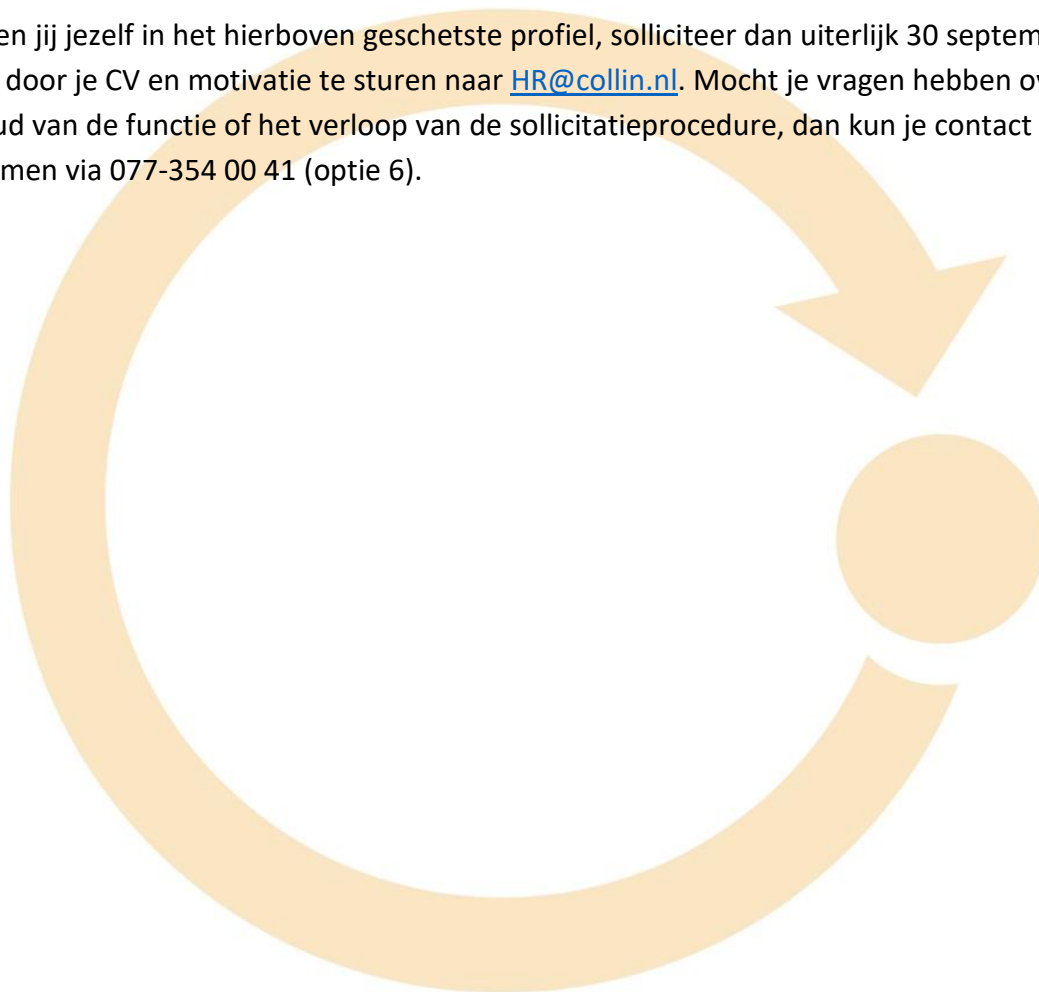 en jij jezelf in het hierboven geschetste profiel, solliciteer dan uiterlijk 30 septem
door je CV en motivatie te sturen naar HR@collin.nl. Mocht je vragen hebben ov
ud van de functie of het verloop van de sollicitatieprocedure, dan kun je contact
men via 077-354 00 41 (optie 6).